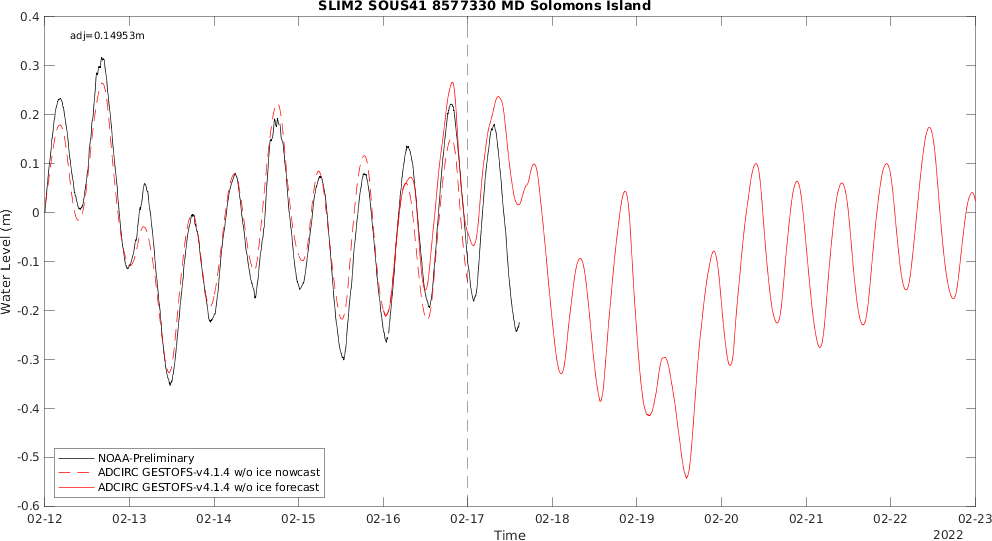 SLIM2 SOUS41 8577330 MD Solomons Island
adj=0.14953m
0.4
0.3
0.2
0.1
0
-0.1
-0.2
-0.3
-0.4
-0.5
-0.6
Water Level (m)
NOAA-Preliminary
ADCIRC GESTOFS-v4.1.4 w/o ice nowcast
ADCIRC GESTOFS-v4.1.4 w/o ice forecast
02-12 02-13 02-14 02-15 02-16 02-17 02-18 02-19 02-20 02-21 02-22 02-23
Time
2022